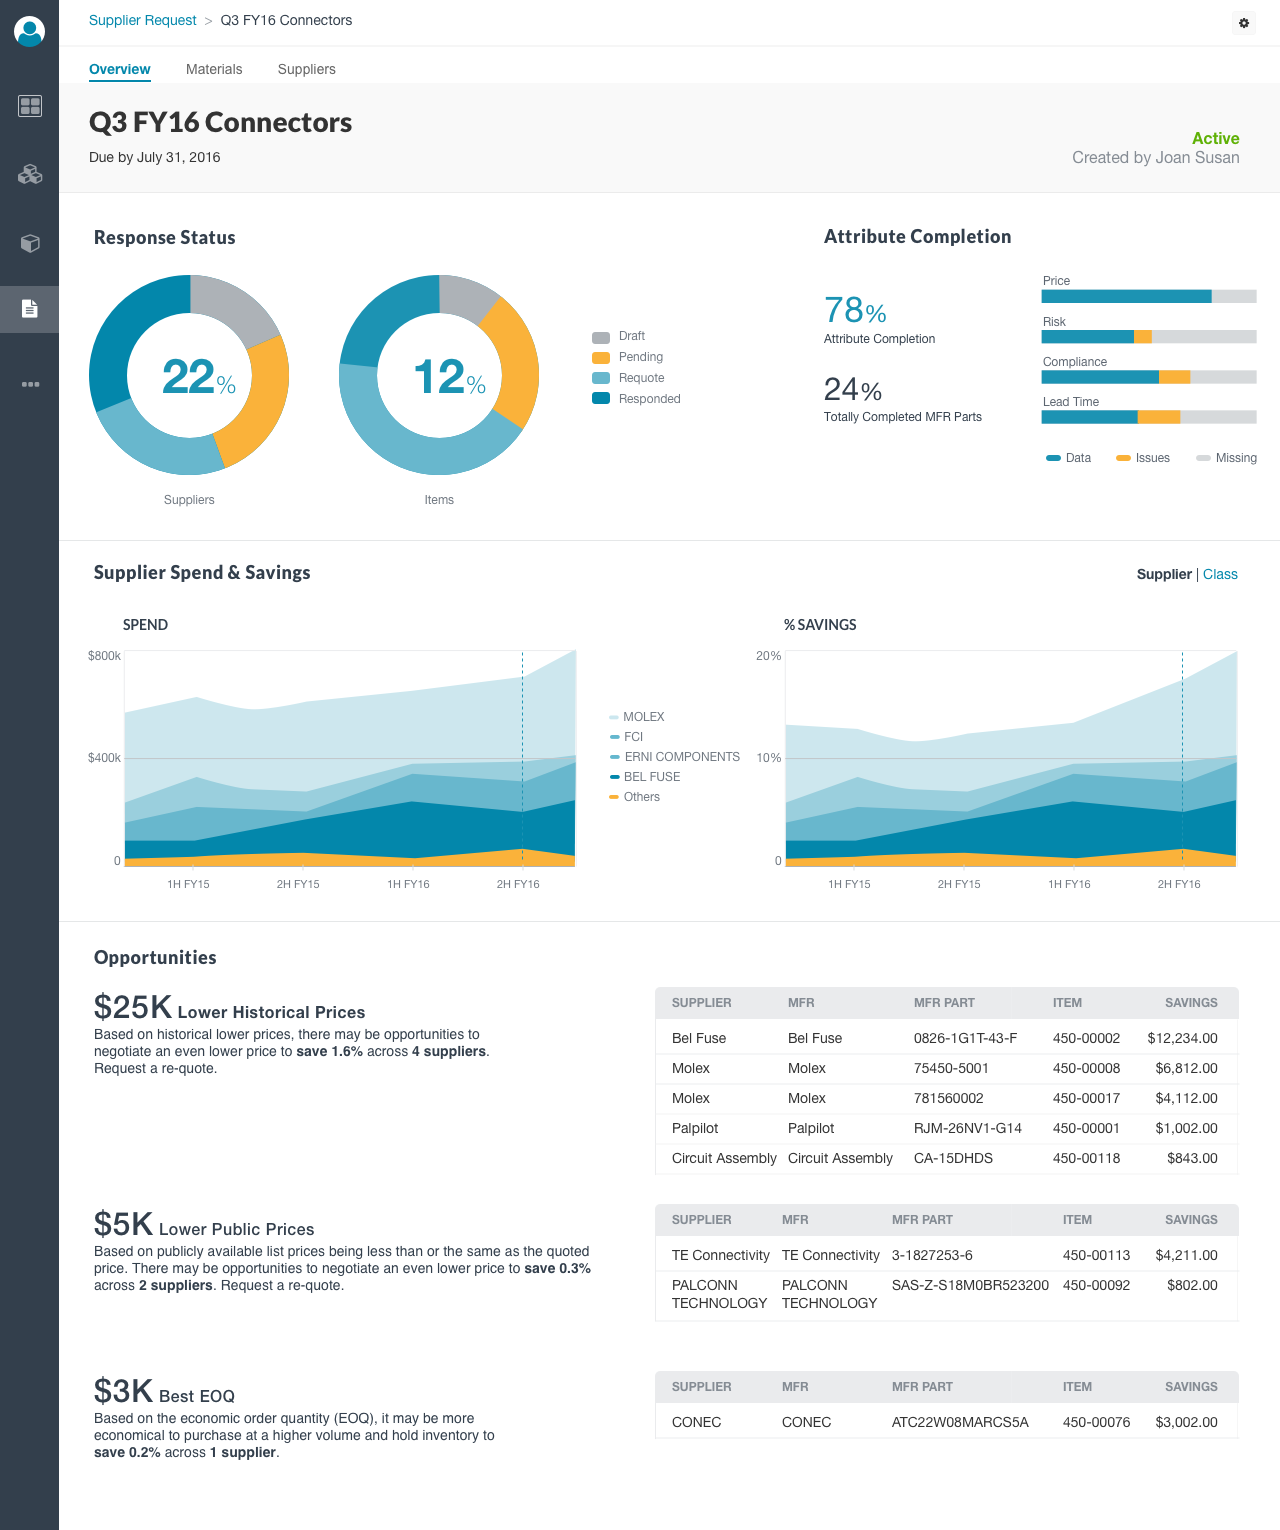 Supplier Request > Q3 FY16 Connectors
Overview Materials Suppliers
Q3 FY16 Connectors
Due by July 31, 2016
Active
Created by Joan Susan
Response Status
22%
Suppliers
12%
Items
Draft
Pending
Requote
Responded
Attribute Completion
78%
Attribute Completion
24%
Totally Completed MFR Parts
Price
Risk
Compliance
Lead Time
Data Issues Missing
Supplier Spend & Savings
Supplier | Class
SPEND
$800k
$400k
0
1H FY15 2H FY15 1H FY16 2H FY16
MOLEX
FCI
ERNI COMPONENTS
BEL FUSE
Others
% SAVINGS
20%
10%
0
1H FY15 2H FY15 1H FY16 2H FY16
Opportunities
$25K Lower Historical Prices
Based on historical lower prices, there may be opportunities to
negotiate an even lower price to save 1.6% across 4 suppliers.
Request a re-quote.
SUPPLIER MFR MFR PART ITEM SAVINGS
Bel Fuse Bel Fuse 0826-1G1T-43-F 450-00002 $12,234.00
Molex Molex 75450-5001 450-00008 $6,812.00
Molex Molex 781560002 450-00017 $4,112.00
Palpilot Palpilot RJM-26NV1-G14 450-00001 $1,002.00
Circuit Assembly Circuit Assembly CA-15DHDS 450-00118 $843.00
$5K Lower Public Prices
Based on publicly available list prices being less than or the same as the quoted
price. There may be opportunities to negotiate an even lower price to save 0.3%
across 2 suppliers. Request a re-quote.
SUPPLIER MFR MFR PART ITEM SAVINGS
TE Connectivity TE Connectivity 3-1827253-6 450-00113 $4,211.00
PALCONN PALCONN SAS-Z-S18M0BR523200 450-00092 $802.00
TECHNOLOGY TECHNOLOGY
$3K Best EOQ
Based on the economic order quantity (EOQ), it may be more
economical to purchase at a higher volume and hold inventory to
save 0.2% across 1 supplier.
SUPPLIER MFR MFR PART ITEM SAVINGS
CONEC CONEC ATC22W08MARCS5A 450-00076 $3,002.00